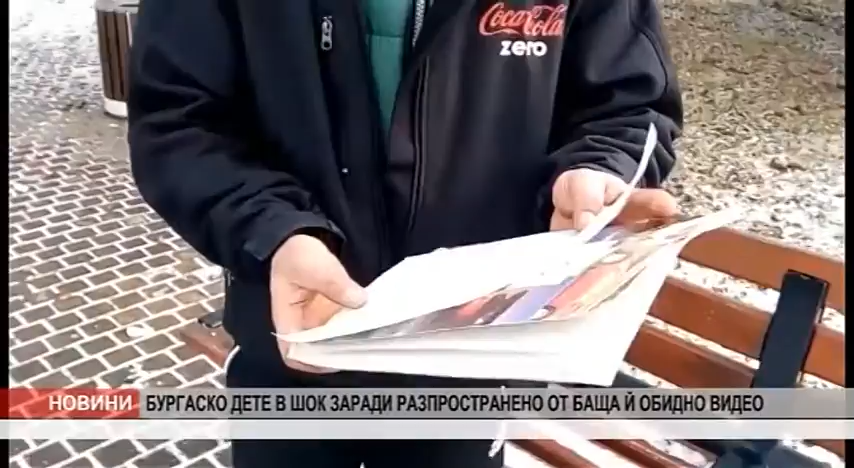 Coca-Cola
zero
НОВИНИ
БУРГАСКО ДЕТЕ В ШОК ЗАРАДИ РАЗПРОСТРАНЕНО ОТ БАЩА Й ОБИДНО ВИДЕО